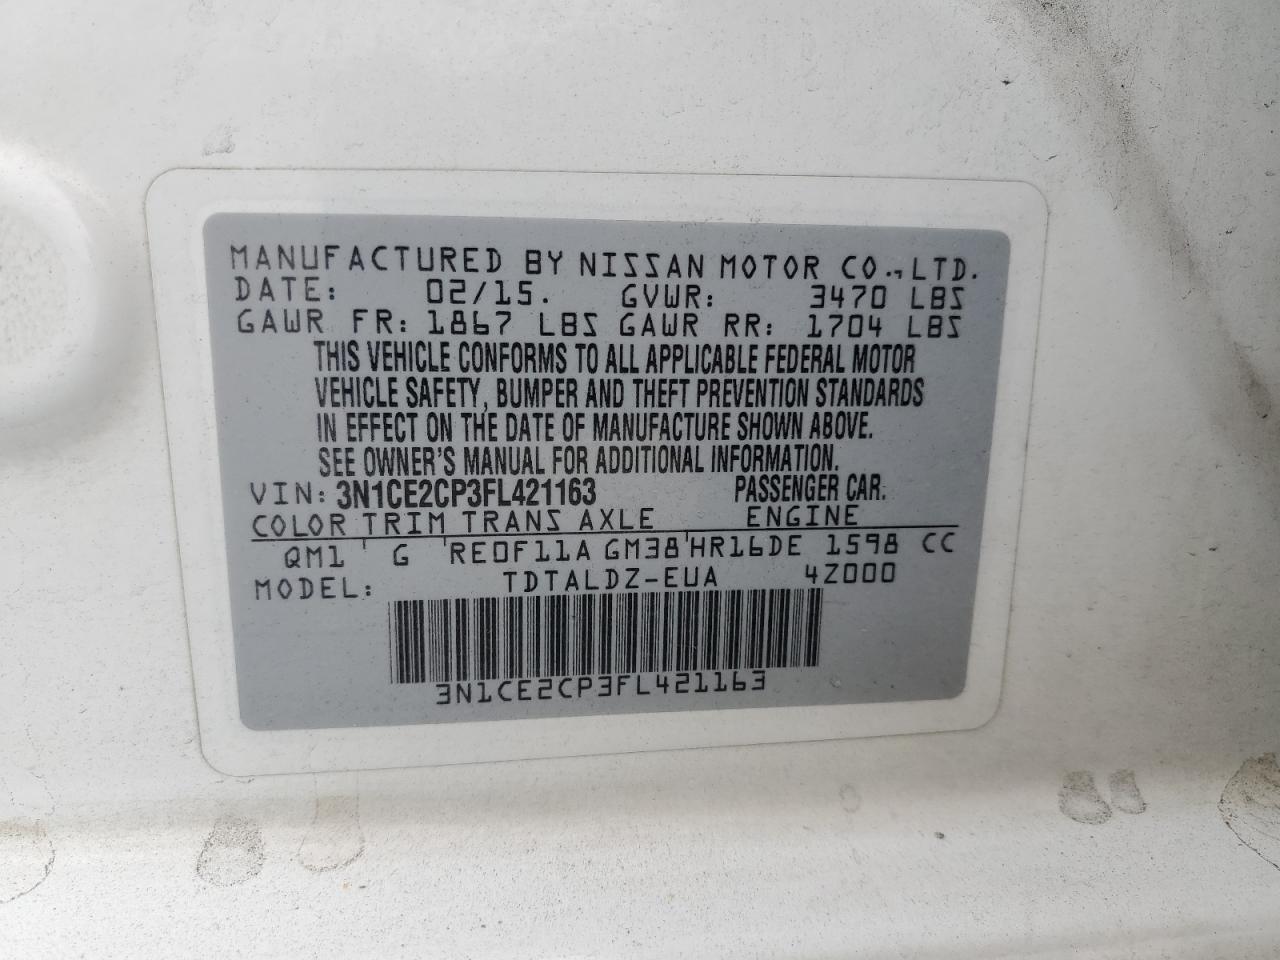 MANUFACTURED BY NISSAN MOTOR CO.,LTD.
DATE: 02/15. GVWR: 3470 LBS
GAWR FR: 1867 LBS GAWR RR: 1704 LBS
THIS VEHICLE CONFORMS TO ALL APPLICABLE FEDERAL MOTOR
VEHICLE SAFETY, BUMPER AND THEFT PREVENTION STANDARDS
IN EFFECT ON THE DATE OF MANUFACTURE SHOWN ABOVE.
SEE OWNER'S MANUAL FOR ADDITIONAL INFORMATION.
VIN: 3N1CE2CP3FL421163 PASSENGER CAR.
COLOR TRIM TRANS AXLE ENGINE
QM1 ' G ' RE0F11A GM38 ' HR16DE 1598 CC
MODEL: TDTALDZ-EUA 4Z000
3N1CE2CP3FL421163